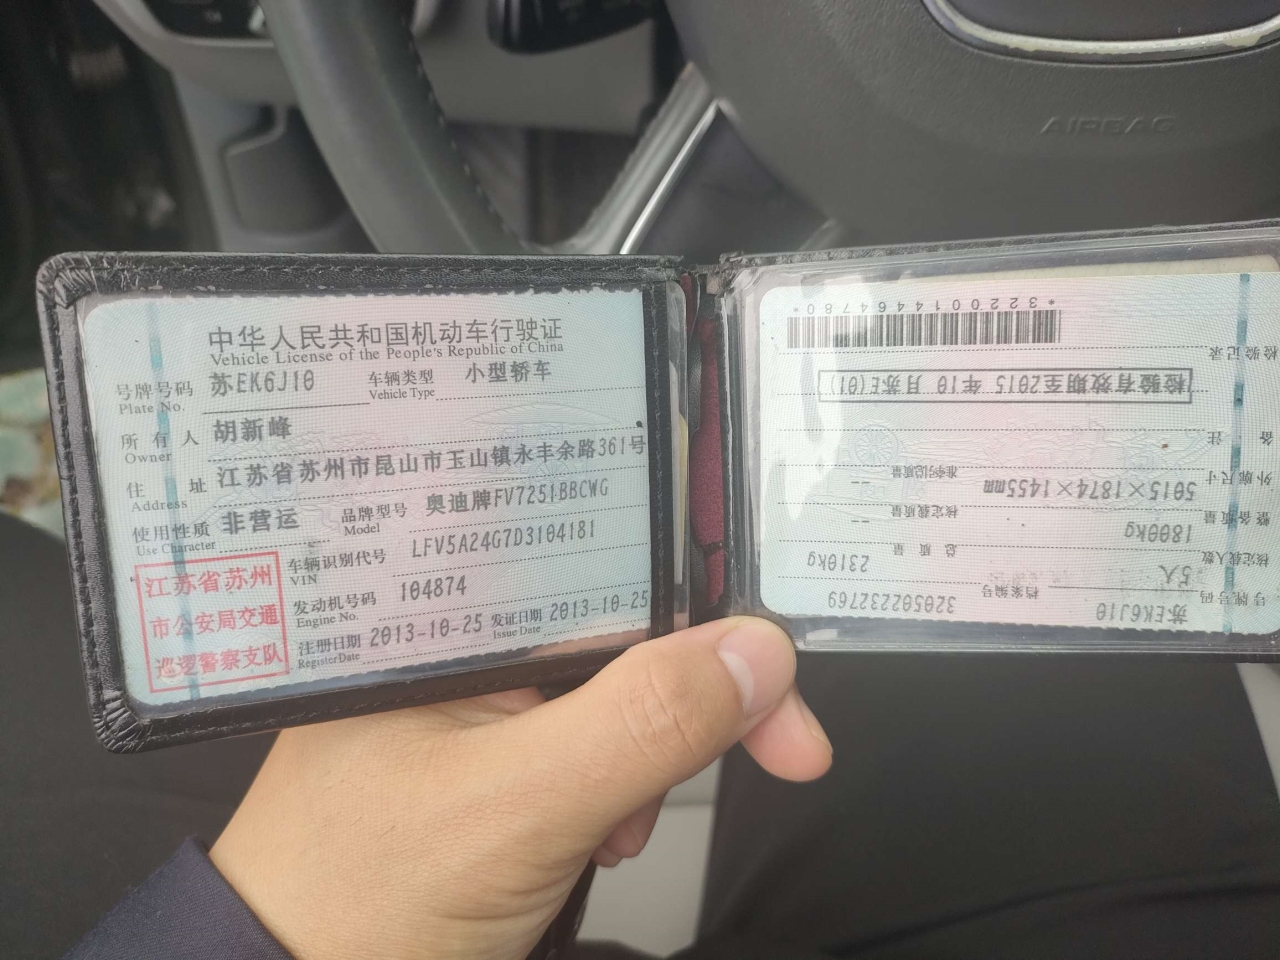 AIRBAG
中华人民共和国机动车行驶证
Vehicle License of the People's Republic of China
号牌号码 苏EK6J10 车辆类型 小型轿车
Plate No. Vehicle Type
所有人 胡新峰
Owner
住址 江苏省苏州市昆山市玉山镇永丰余路361号
Address
使用性质 非营运 品牌型号 奥迪牌FV7251BBCWG
Use Character Model
车辆识别代号 LFV5A24G7D3104181
VIN
发动机号码 104874
Engine No.
注册日期 2013-10-25 发证日期 2013-10-25
Register Date Issue Date
江苏省苏州
市公安局交通
巡逻警察支队
号牌号码 苏EK6J10 档案编号 320502232769
核定载人数 5人 总质量 2310kg
整备质量 1800kg 核定载质量 --
外廓尺寸 5015×1874×1455mm 准牵引总质量 --
备注
检验有效期至2015年10月苏E(01)
检验记录
*3220014464780*